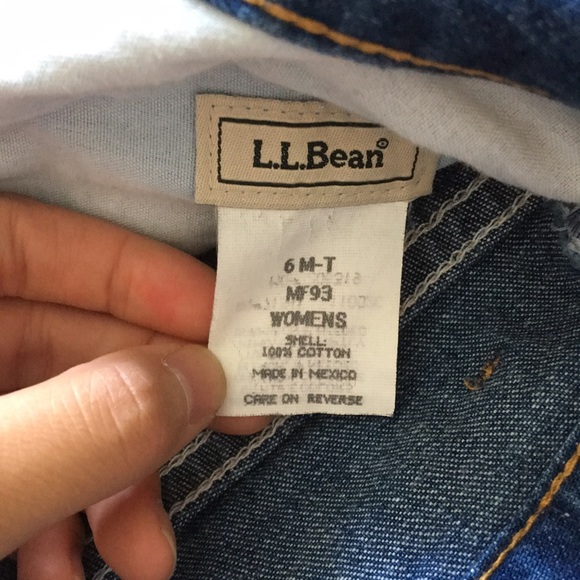 L.L.Bean®
6 M-T
MF93
WOMENS
SHELL:
100% COTTON
MADE IN MEXICO
CARE ON REVERSE